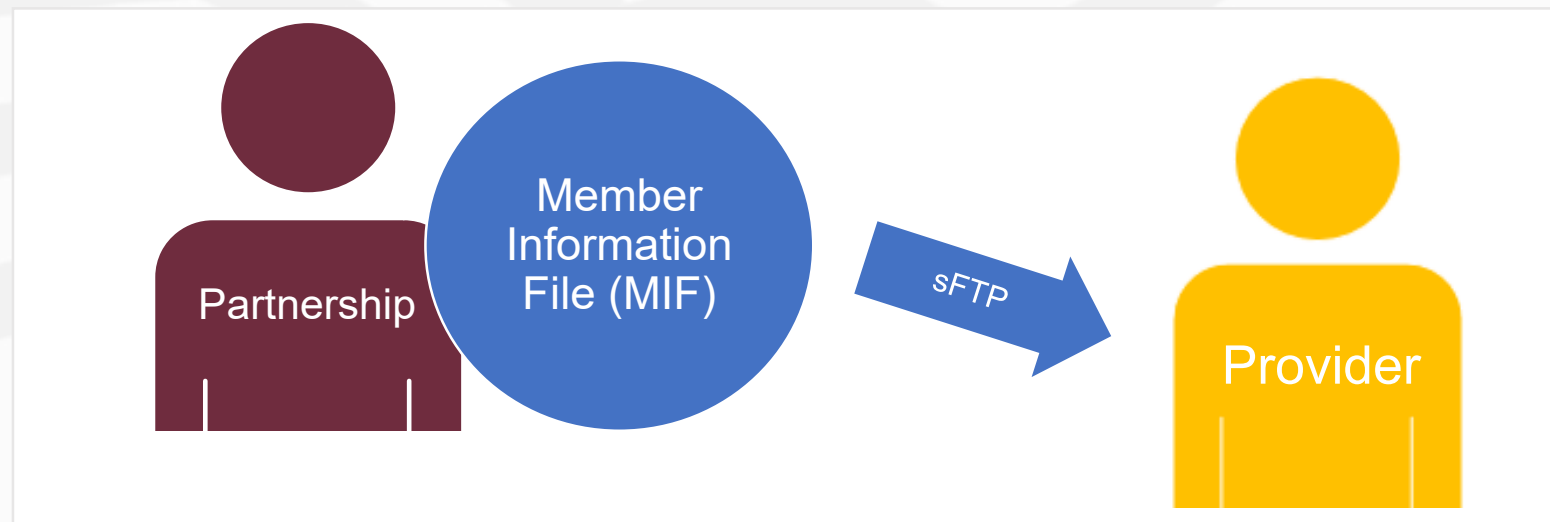 Partnership
Member
Information
File (MIF)
sFTP
Provider